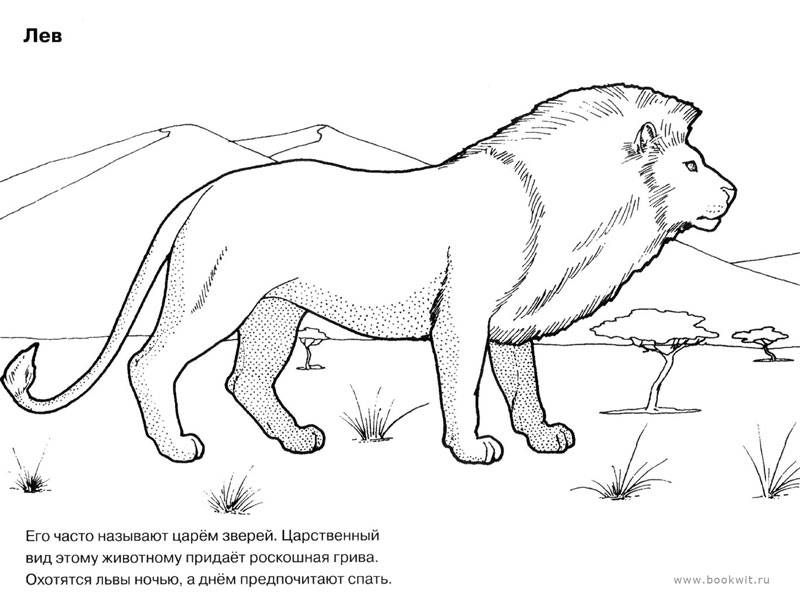 Лев
Его часто называют царём зверей. Царственный
вид этому животному придаёт роскошная грива.
Охотятся львы ночью, а днём предпочитают спать.
www.bookwit.ru